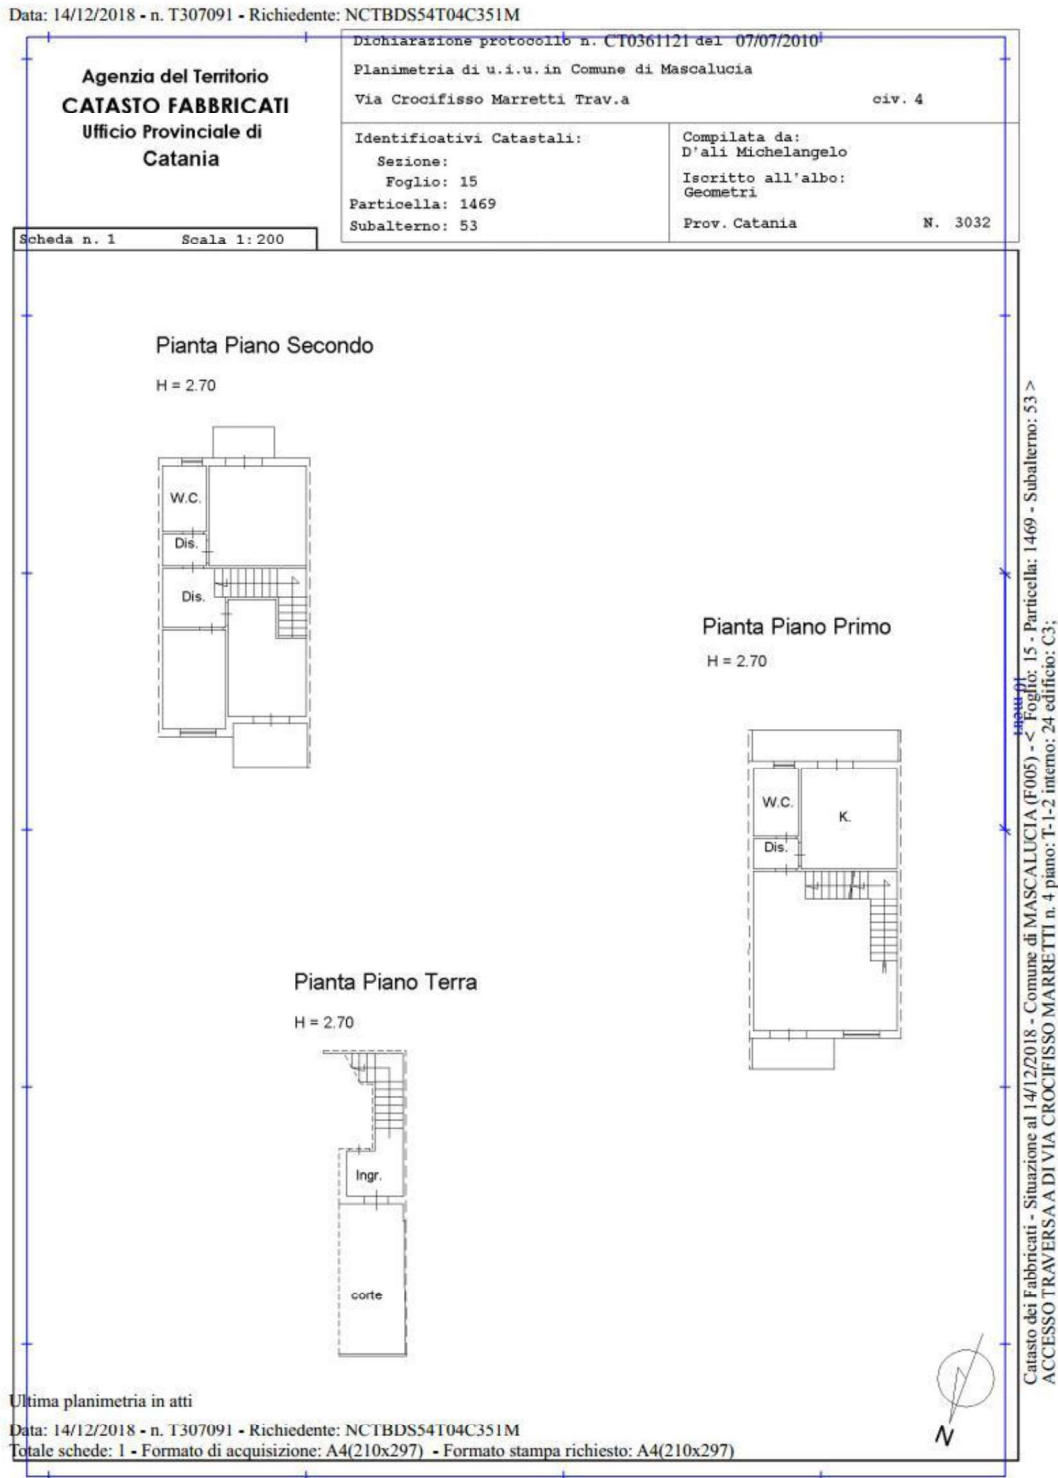 Data: 14/12/2018 - n. T307091 - Richiedente: NCTBDS54T04C351M
Agenzia del Territorio
CATASTO FABBRICATI
Ufficio Provinciale di
Catania
Dichiarazione protocollo n. CT0361121 del 07/07/2010
Planimetria di u.i.u. in Comune di Mascalucia
Via Crocifisso Marretti Trav.a civ. 4
Identificativi Catastali:
Sezione:
Foglio: 15
Particella: 1469
Subalterno: 53
Compilata da:
D'ali Michelangelo
Iscritto all'albo:
Geometri
Prov. Catania N. 3032
Scheda n. 1 Scala 1:200
Pianta Piano Secondo
H = 2.70
W.C.
Dis.
Dis.
Pianta Piano Primo
H = 2.70
W.C.
K.
Dis.
Pianta Piano Terra
H = 2.70
Ingr.
corte
N
10 metri
Catasto dei Fabbricati - Situazione al 14/12/2018 - Comune di MASCALUCIA (F005) - < Foglio: 15 - Particella: 1469 - Subalterno: 53 >
ACCESSO TRAVERSA A DI VIA CROCIFISSO MARRETTI n. 4 piano: T-1-2 interno: 24 edificio: C3;
Ultima planimetria in atti
Data: 14/12/2018 - n. T307091 - Richiedente: NCTBDS54T04C351M
Totale schede: 1 - Formato di acquisizione: A4(210x297) - Formato stampa richiesto: A4(210x297)